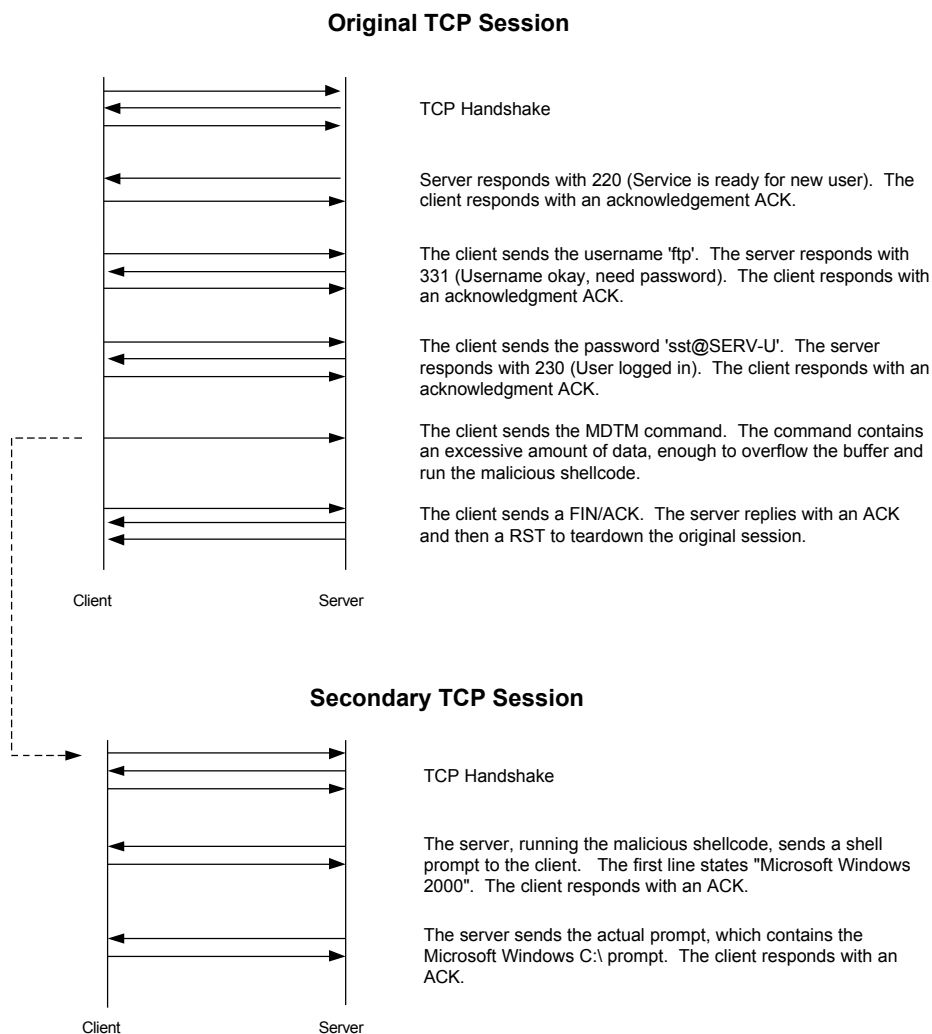 Original TCP Session
TCP Handshake
Server responds with 220 (Service is ready for new user).  The
client responds with an acknowledgement ACK.
The client sends the username 'ftp'.  The server responds with
331 (Username okay, need password).  The client responds with
an acknowledgment ACK.
The client sends the password 'sst@SERV-U'.  The server
responds with 230 (User logged in).  The client responds with an
acknowledgment ACK.
The client sends the MDTM command.  The command contains
an excessive amount of data, enough to overflow the buffer and
run the malicious shellcode.
The client sends a FIN/ACK.  The server replies with an ACK
and then a RST to teardown the original session.
Client
Server
Secondary TCP Session
TCP Handshake
The server, running the malicious shellcode, sends a shell
prompt to the client.   The first line states "Microsoft Windows
2000".  The client responds with an ACK.
The server sends the actual prompt, which contains the
Microsoft Windows C:\ prompt.  The client responds with an
ACK.
Client
Server